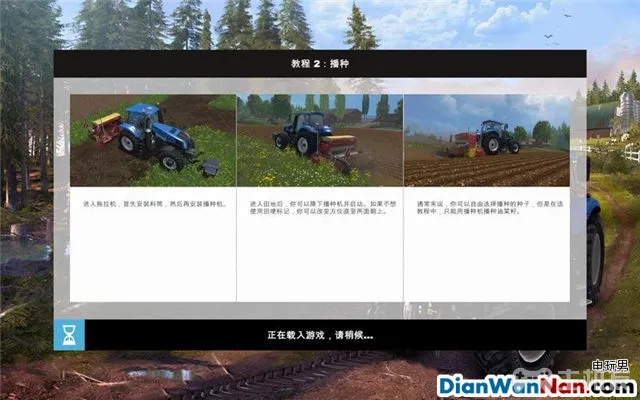 教程 2：播种
进入拖拉机，首先安装料筒，然后再安装播种机。
进入田地后，你可以降下播种机并启动。如果不想
使用田埂标记，你可以改变方位直至两面朝上。
通常来说，你可以自由选择播种的种子，但是在该
教程中，只能用播种机播种油菜籽。
正在载入游戏，请稍候...
电玩男
DianWanNan.com